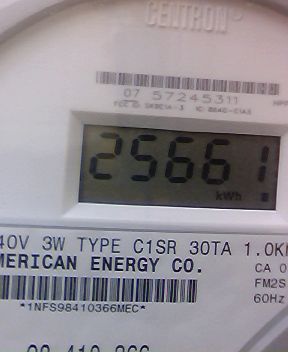 CENTRON®
07 57245311
25661
kWh
40V 3W TYPE C1SR 30TA 1.0K
MERICAN ENERGY CO.
CA 0
FM2S
60Hz
*1NFS98410366MEC*